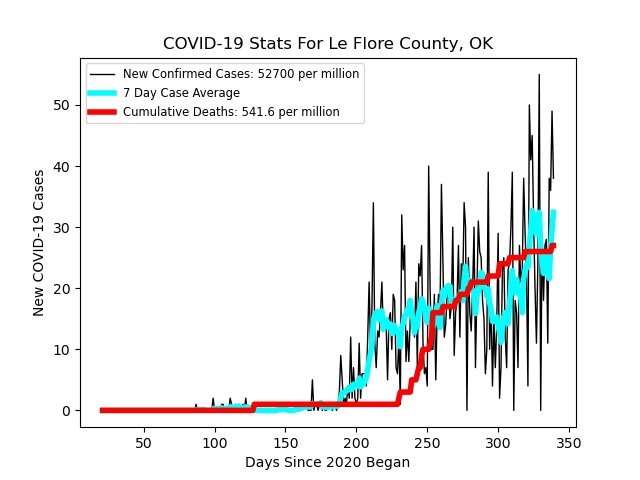 COVID-19 Stats For Le Flore County, OK
New Confirmed Cases: 52700 per million
7 Day Case Average
Cumulative Deaths: 541.6 per million
New COVID-19 Cases
50
40
30
20
10
0
50 100 150 200 250 300 350
Days Since 2020 Began